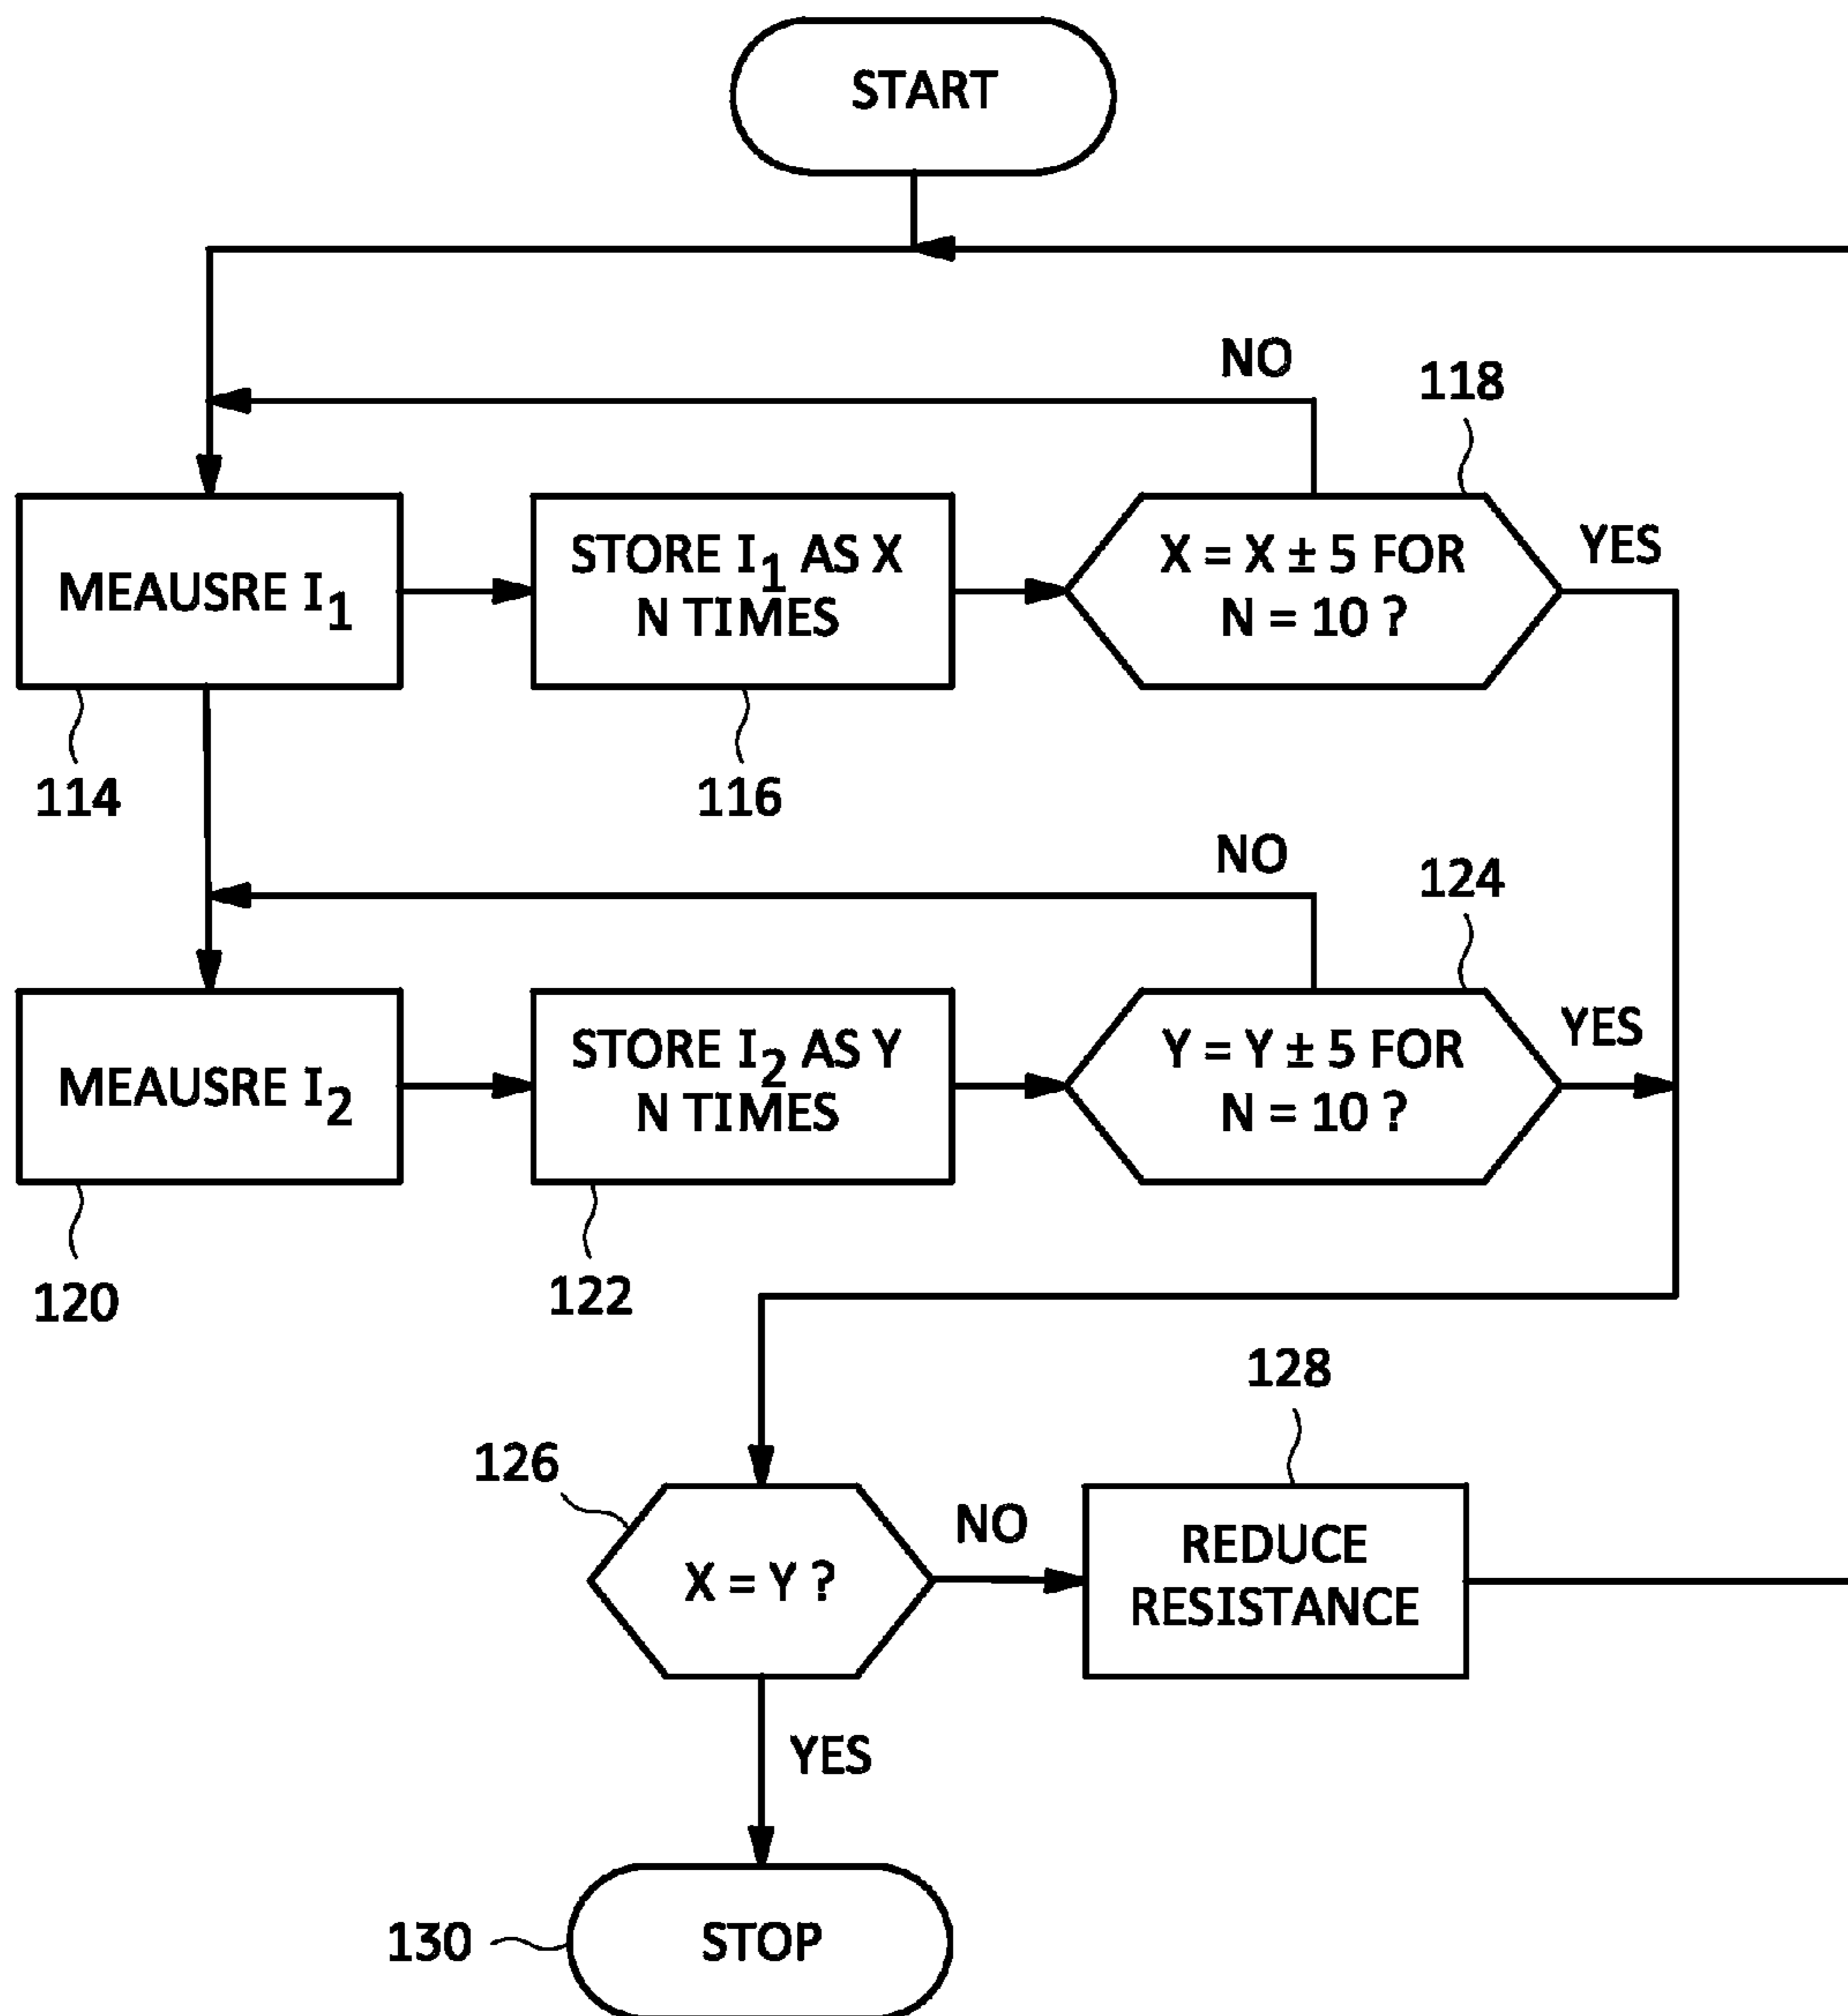 START
NO
118
MEAUSRE I1
STORE I1 AS X
N TIMES
X = X ± 5 FOR
N = 10 ?
YES
114
116
NO
124
MEAUSRE I2
STORE I2 AS Y
N TIMES
Y = Y ± 5 FOR
N = 10 ?
YES
120
122
128
126
X = Y ?
NO
REDUCE
RESISTANCE
YES
130
STOP